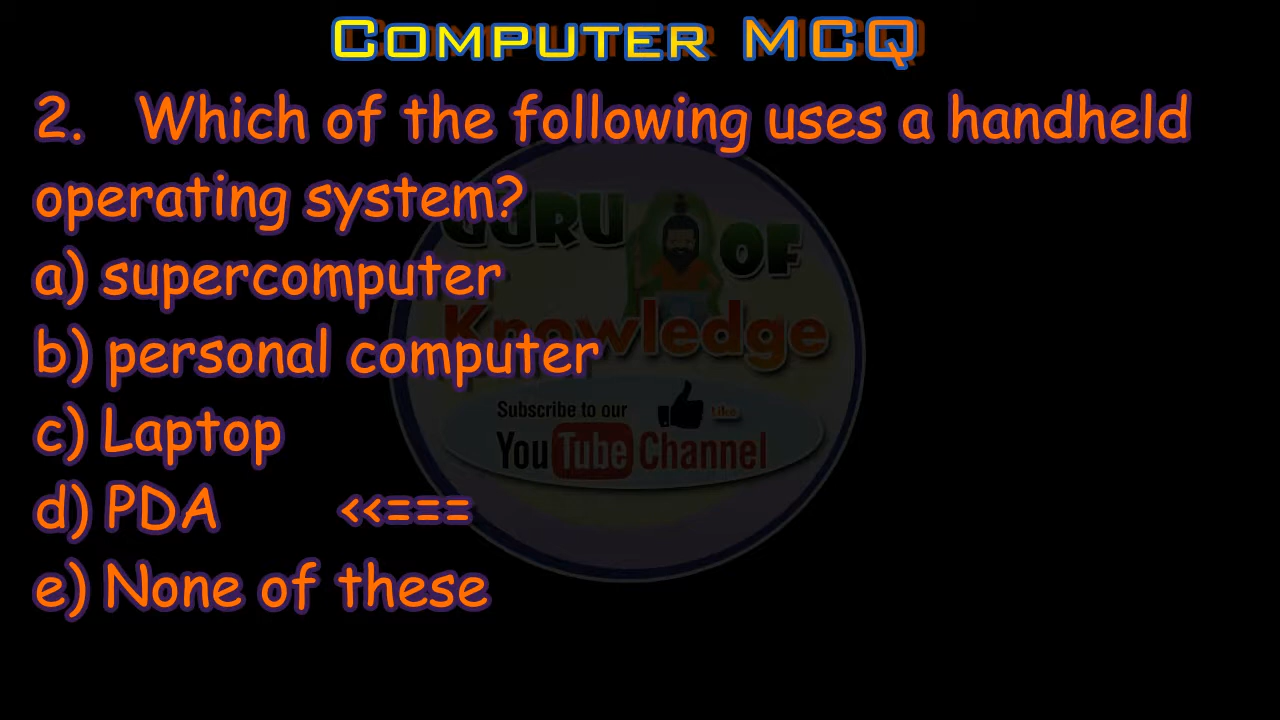 Computer MCQ
2. Which of the following uses a handheld
operating system?
a) supercomputer
b) personal computer
c) Laptop
d) PDA <<===
e) None of these
GURU OF
Knowledge
Subscribe to our Like
YouTube Channel